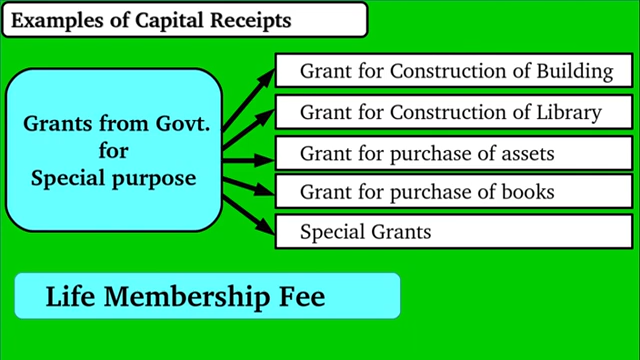 Examples of Capital Receipts
Grants from Govt.
for
Special purpose
Grant for Construction of Building
Grant for Construction of Library
Grant for purchase of assets
Grant for purchase of books
Special Grants
Life Membership Fee